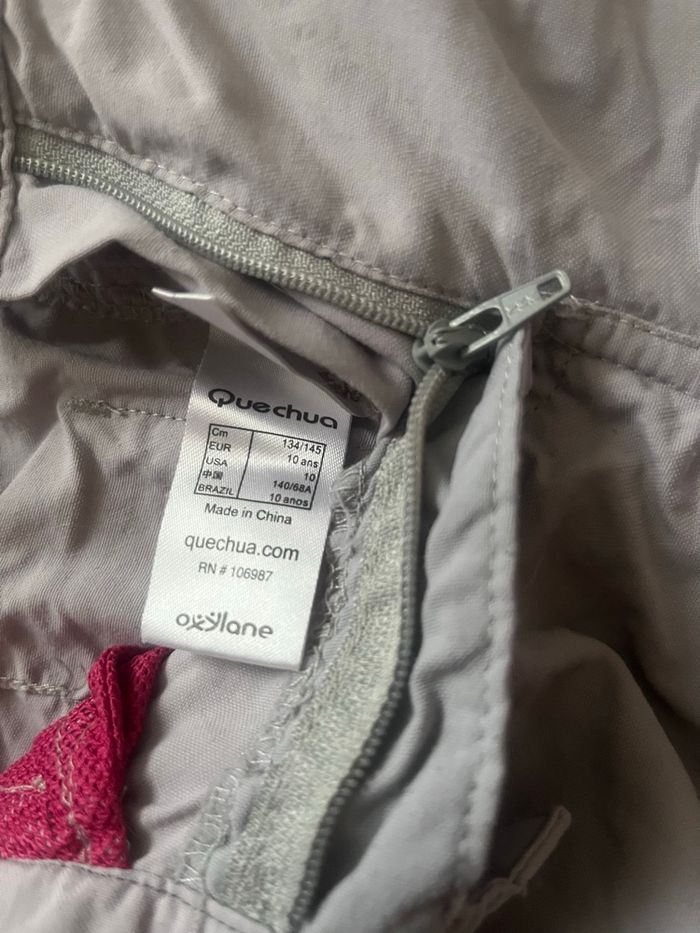 Quechua
Cm 134/145
EUR 10 ans
USA 10
中国 140/68A
BRAZIL 10 anos
Made in China
quechua.com
RN # 106987
oxylane